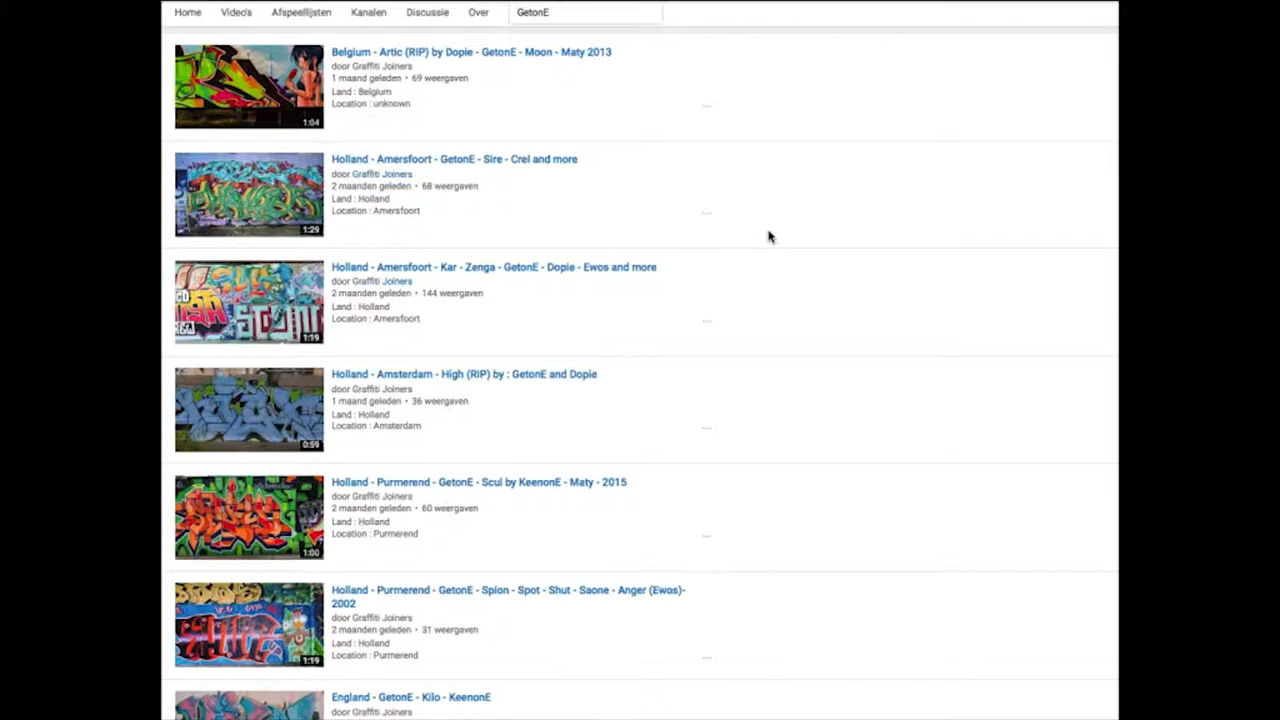 Home Video's Afspeellijsten Kanalen Discussie Over GetonE
Belgium - Artic (RIP) by Dopie - GetonE - Moon - Maty 2013
door Graffiti Joiners
1 maand geleden • 69 weergaven
Land : Belgium
Location : unknown
1:04
Holland - Amersfoort - GetonE - Sire - Crel and more
door Graffiti Joiners
2 maanden geleden • 68 weergaven
Land : Holland
Location : Amersfoort
1:29
Holland - Amersfoort - Kar - Zenga - GetonE - Dopie - Ewos and more
door Graffiti Joiners
2 maanden geleden • 144 weergaven
Land : Holland
Location : Amersfoort
1:19
Holland - Amsterdam - High (RIP) by : GetonE and Dopie
door Graffiti Joiners
1 maand geleden • 36 weergaven
Land : Holland
Location : Amsterdam
0:59
Holland - Purmerend - GetonE - Scul by KeenonE - Maty - 2015
door Graffiti Joiners
2 maanden geleden • 60 weergaven
Land : Holland
Location : Purmerend
1:00
Holland - Purmerend - GetonE - Spion - Spot - Shut - Saone - Anger (Ewos)-
2002
door Graffiti Joiners
2 maanden geleden • 31 weergaven
Land : Holland
Location : Purmerend
1:19
England - GetonE - Kilo - KeenonE
door Graffiti Joiners